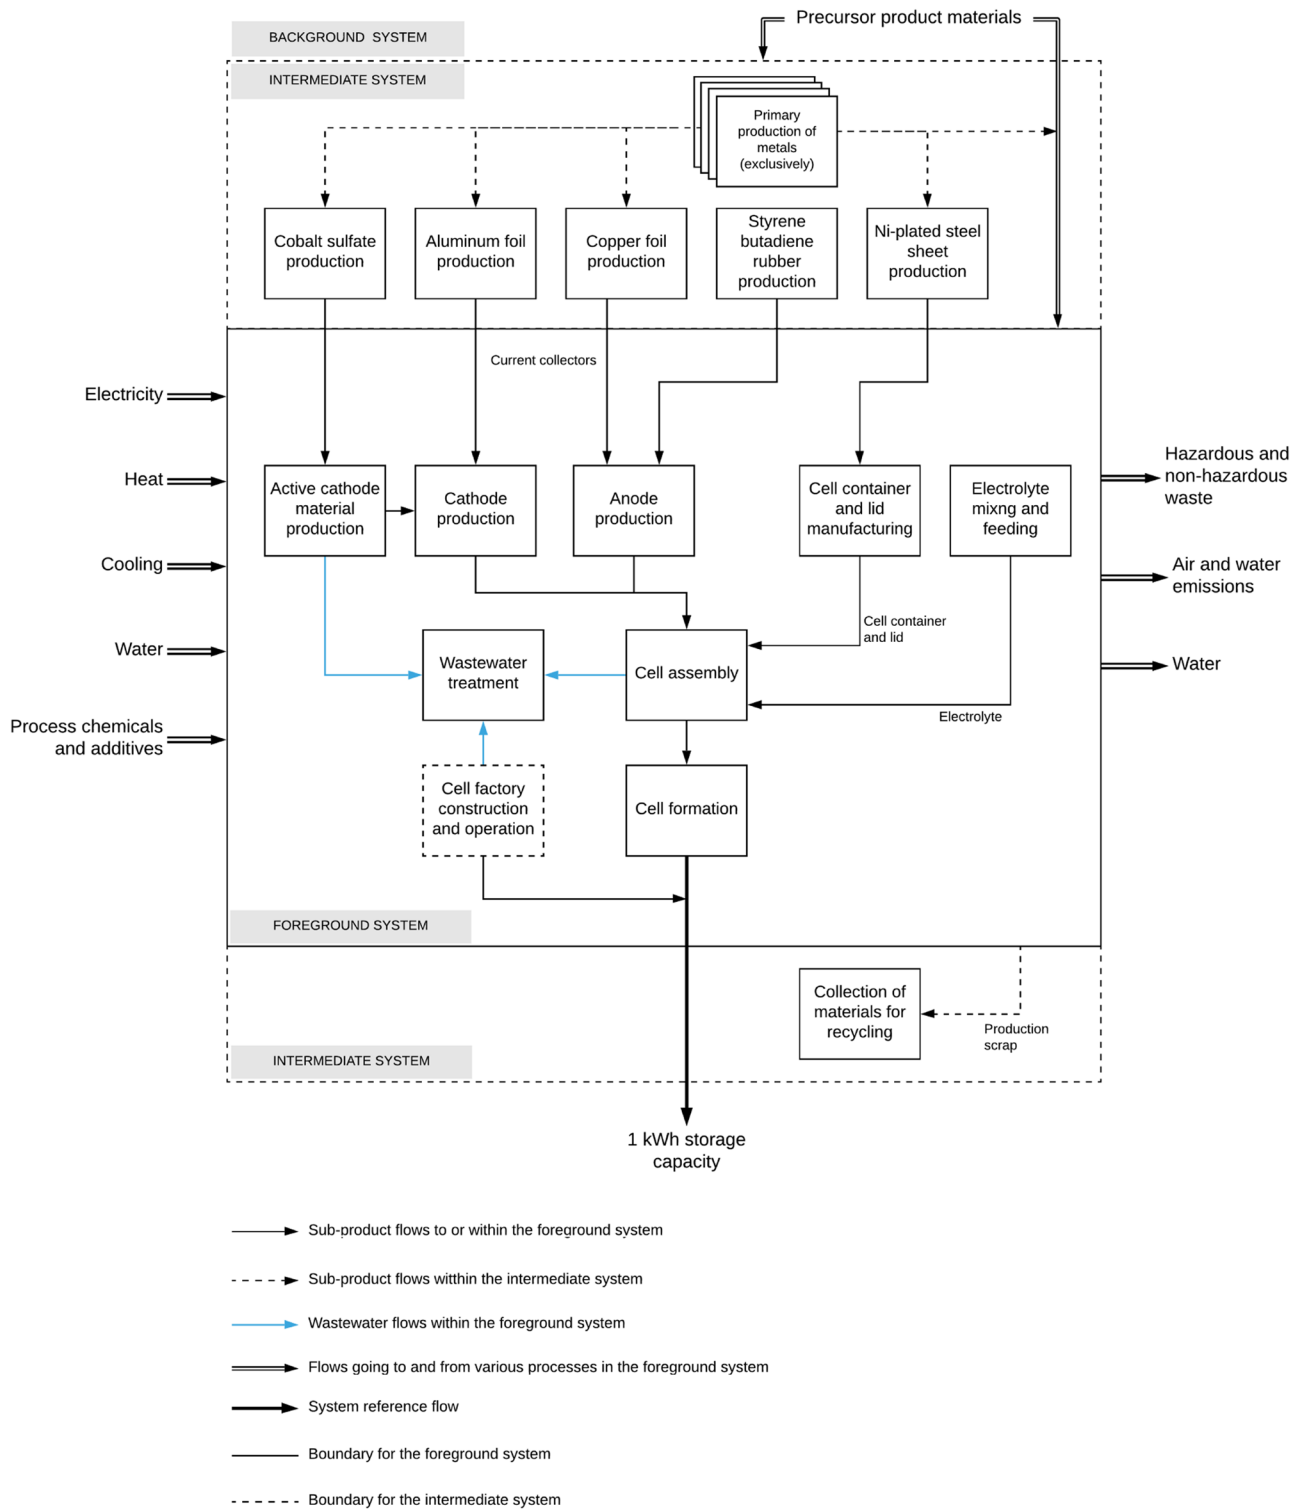 Precursor product materials
BACKGROUND SYSTEM
INTERMEDIATE SYSTEM
Primary
production of
metals
(exclusively)
Cobalt sulfate
production
Aluminum foil
production
Copper foil
production
Styrene
butadiene
rubber
production
Ni-plated steel
sheet
production
Current collectors
Electricity
Heat
Cooling
Water
Process chemicals
and additives
Active cathode
material
production
Cathode
production
Anode
production
Cell container
and lid
manufacturing
Electrolyte
mixng and
feeding
Hazardous and
non-hazardous
waste
Air and water
emissions
Water
Cell container
and lid
Wastewater
treatment
Cell assembly
Electrolyte
Cell factory
construction
and operation
Cell formation
FOREGROUND SYSTEM
Collection of
materials for
recycling
Production
scrap
INTERMEDIATE SYSTEM
1 kWh storage
capacity
Sub-product flows to or within the foreground system
Sub-product flows wtithin the intermediate system
Wastewater flows within the foreground system
Flows going to and from various processes in the foreground system
System reference flow
Boundary for the foreground system
Boundary for the intermediate system